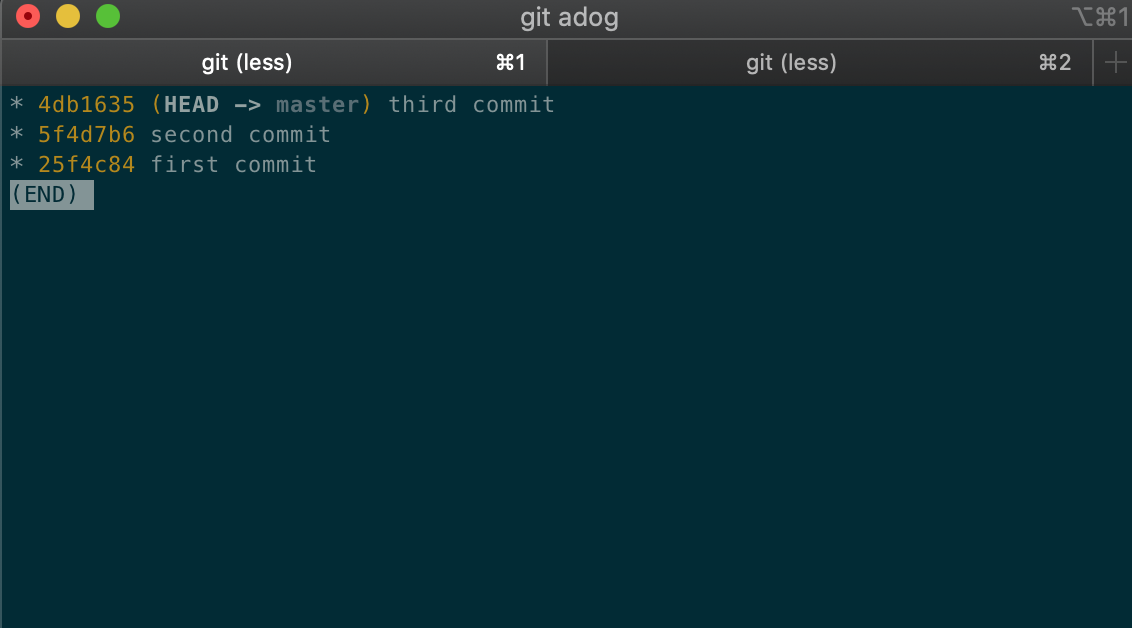 git adog ⌥⌘1
git (less) ⌘1 git (less) ⌘2 +
* 4db1635 (HEAD -> master) third commit
* 5f4d7b6 second commit
* 25f4c84 first commit
(END)